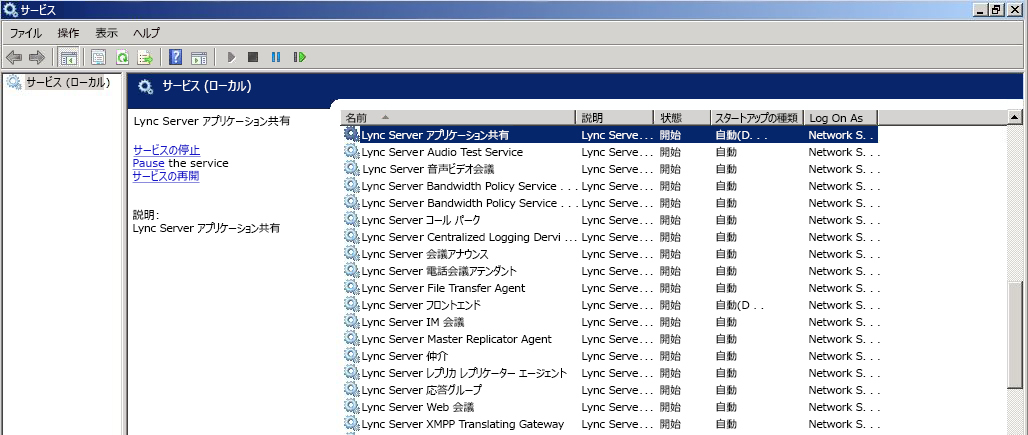 サービス
ファイル 操作 表示 ヘルプ
サービス (ローカル)
サービス (ローカル)
Lync Server アプリケーション共有
サービスの停止
Pause the service
サービスの再開
説明:
Lync Server アプリケーション共有
名前 説明 状態 スタートアップの種類 Log On As
Lync Server アプリケーション共有 Lync Serve... 開始 自動(D. . . Network S. .
Lync Server Audio Test Service Lync Serve... 開始 自動 Network S. . .
Lync Server 音声ビデオ会議 Lync Serve... 開始 自動 Network S. . .
Lync Server Bandwidth Policy Service . . . Lync Serve... 開始 自動 Network S. . .
Lync Server Bandwidth Policy Service . . . Lync Serve... 開始 自動 Network S. . .
Lync Server コール パーク Lync Serve... 開始 自動 Network S. . .
Lync Server Centralized Logging Dervi ... Lync Serve... 開始 自動 Network S. . .
Lync Server 会議アナウンス Lync Serve... 開始 自動 Network S. . .
Lync Server 電話会議アテンダント Lync Serve... 開始 自動 Network S. . .
Lync Server File Transfer Agent Lync Serve... 開始 自動 Network S. . .
Lync Server フロントエンド Lync Serve... 開始 自動(D . . Network S. . .
Lync Server IM 会議 Lync Serve... 開始 自動 Network S. . .
Lync Server Master Replicator Agent Lync Serve... 開始 自動 Network S. . .
Lync Server 仲介 Lync Serve... 開始 自動 Network S. . .
Lync Server レプリカ レプリケーター エージェント Lync Serve... 開始 自動 Network S. . .
Lync Server 応答グループ Lync Serve... 開始 自動 Network S. . .
Lync Server Web 会議 Lync Serve... 開始 自動 Network S. . .
Lync Server XMPP Translating Gateway Lync Serve... 開始 自動 Network S. . .